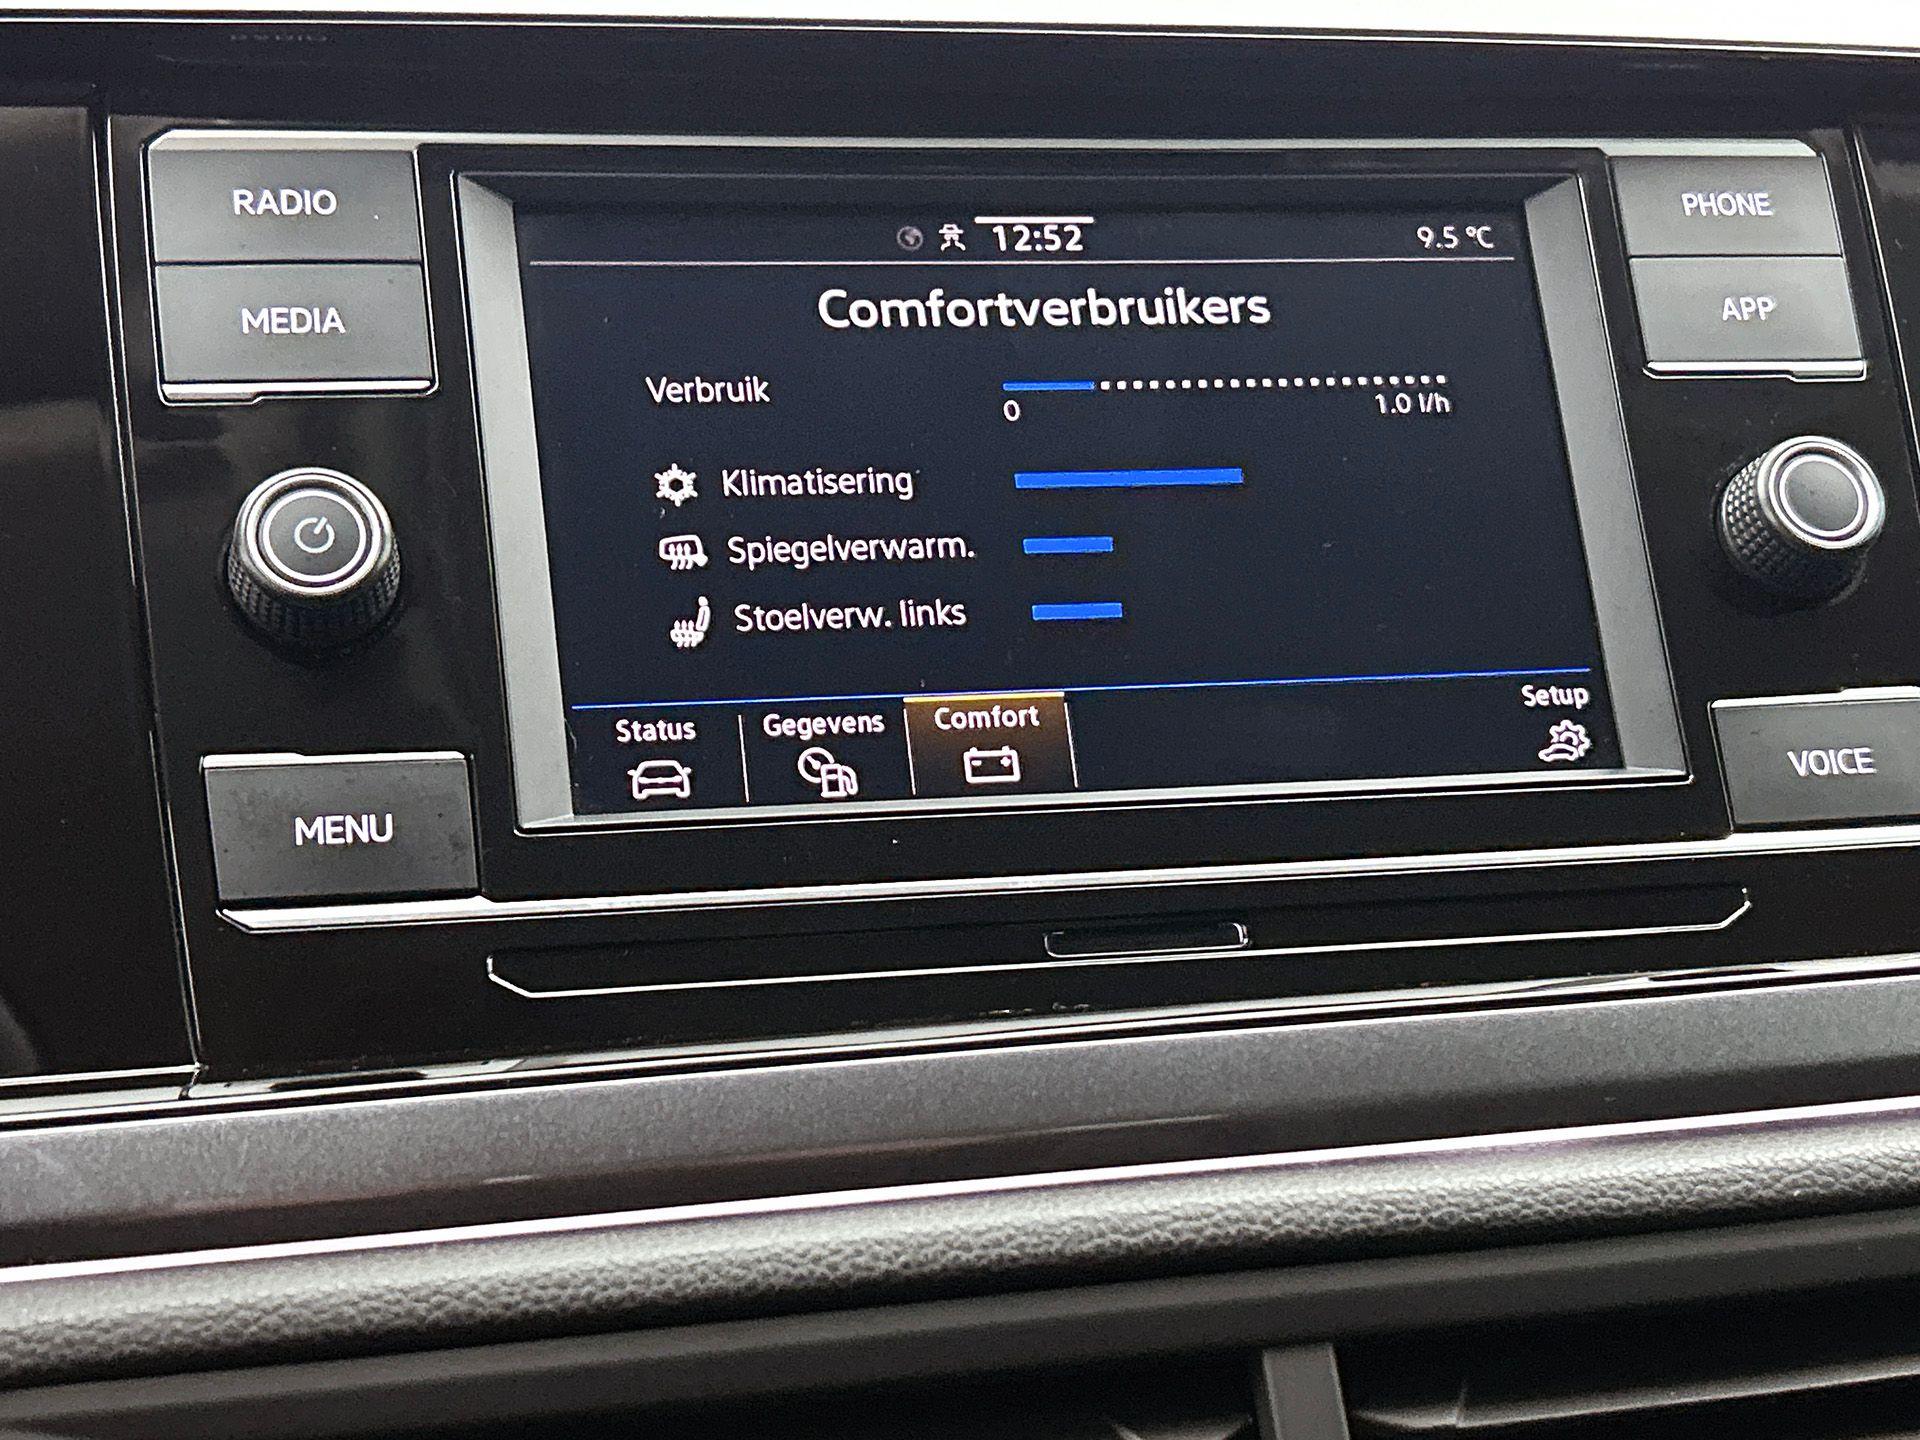 RADIO
MEDIA
MENU
12:52
9.5 °C
Comfortverbruikers
Verbruik
0
1.0 l/h
Klimatisering
Spiegelverwarm.
Stoelverw. links
Status
Gegevens
Comfort
Setup
PHONE
APP
VOICE